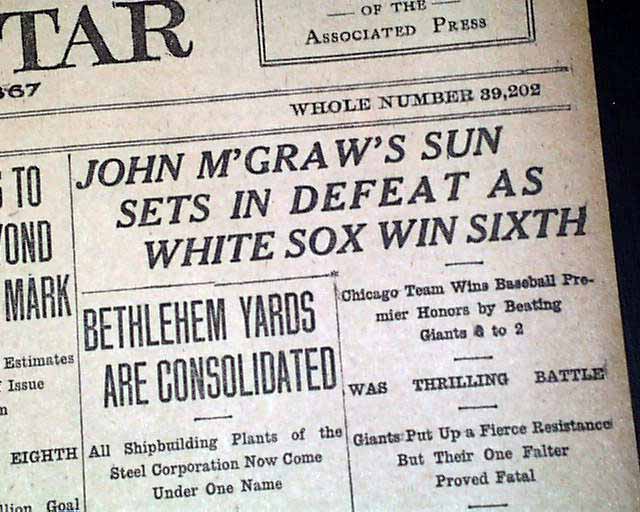 TAR
OF THE
ASSOCIATED PRESS
867
WHOLE NUMBER 39,202
TO
YOND
MARK
Estimates
Issue
EIGHTH
llion Goal
JOHN M'GRAW'S SUN
SETS IN DEFEAT AS
WHITE SOX WIN SIXTH
BETHLEHEM YARDS
ARE CONSOLIDATED
All Shipbuilding Plants of the
Steel Corporation Now Come
Under One Name
Chicago Team Wins Baseball Pre-
mier Honors by Beating
Giants to 2
WAS THRILLING BATTLE
Giants Put Up a Fierce Resistance
But Their One Falter
Proved Fatal